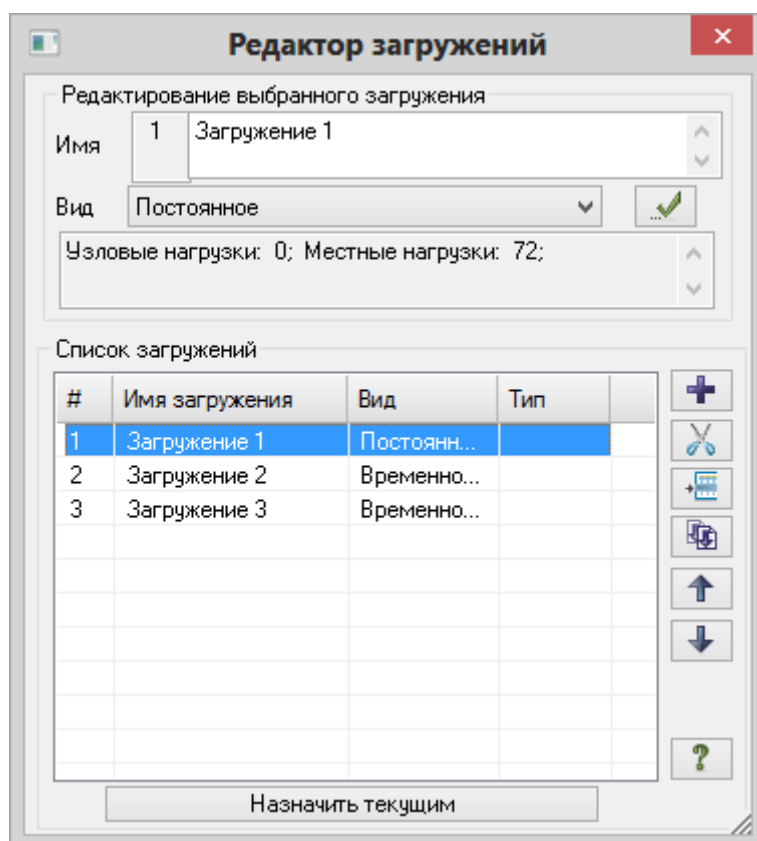 Редактор загружений
Редактирование выбранного загружения
Имя 1 Загружение 1
Вид Постоянное
Узловые нагрузки: 0; Местные нагрузки: 72;
Список загружений
# Имя загружения Вид Тип
1 Загружение 1 Постоянн...
2 Загружение 2 Временно...
3 Загружение 3 Временно...
Назначить текущим